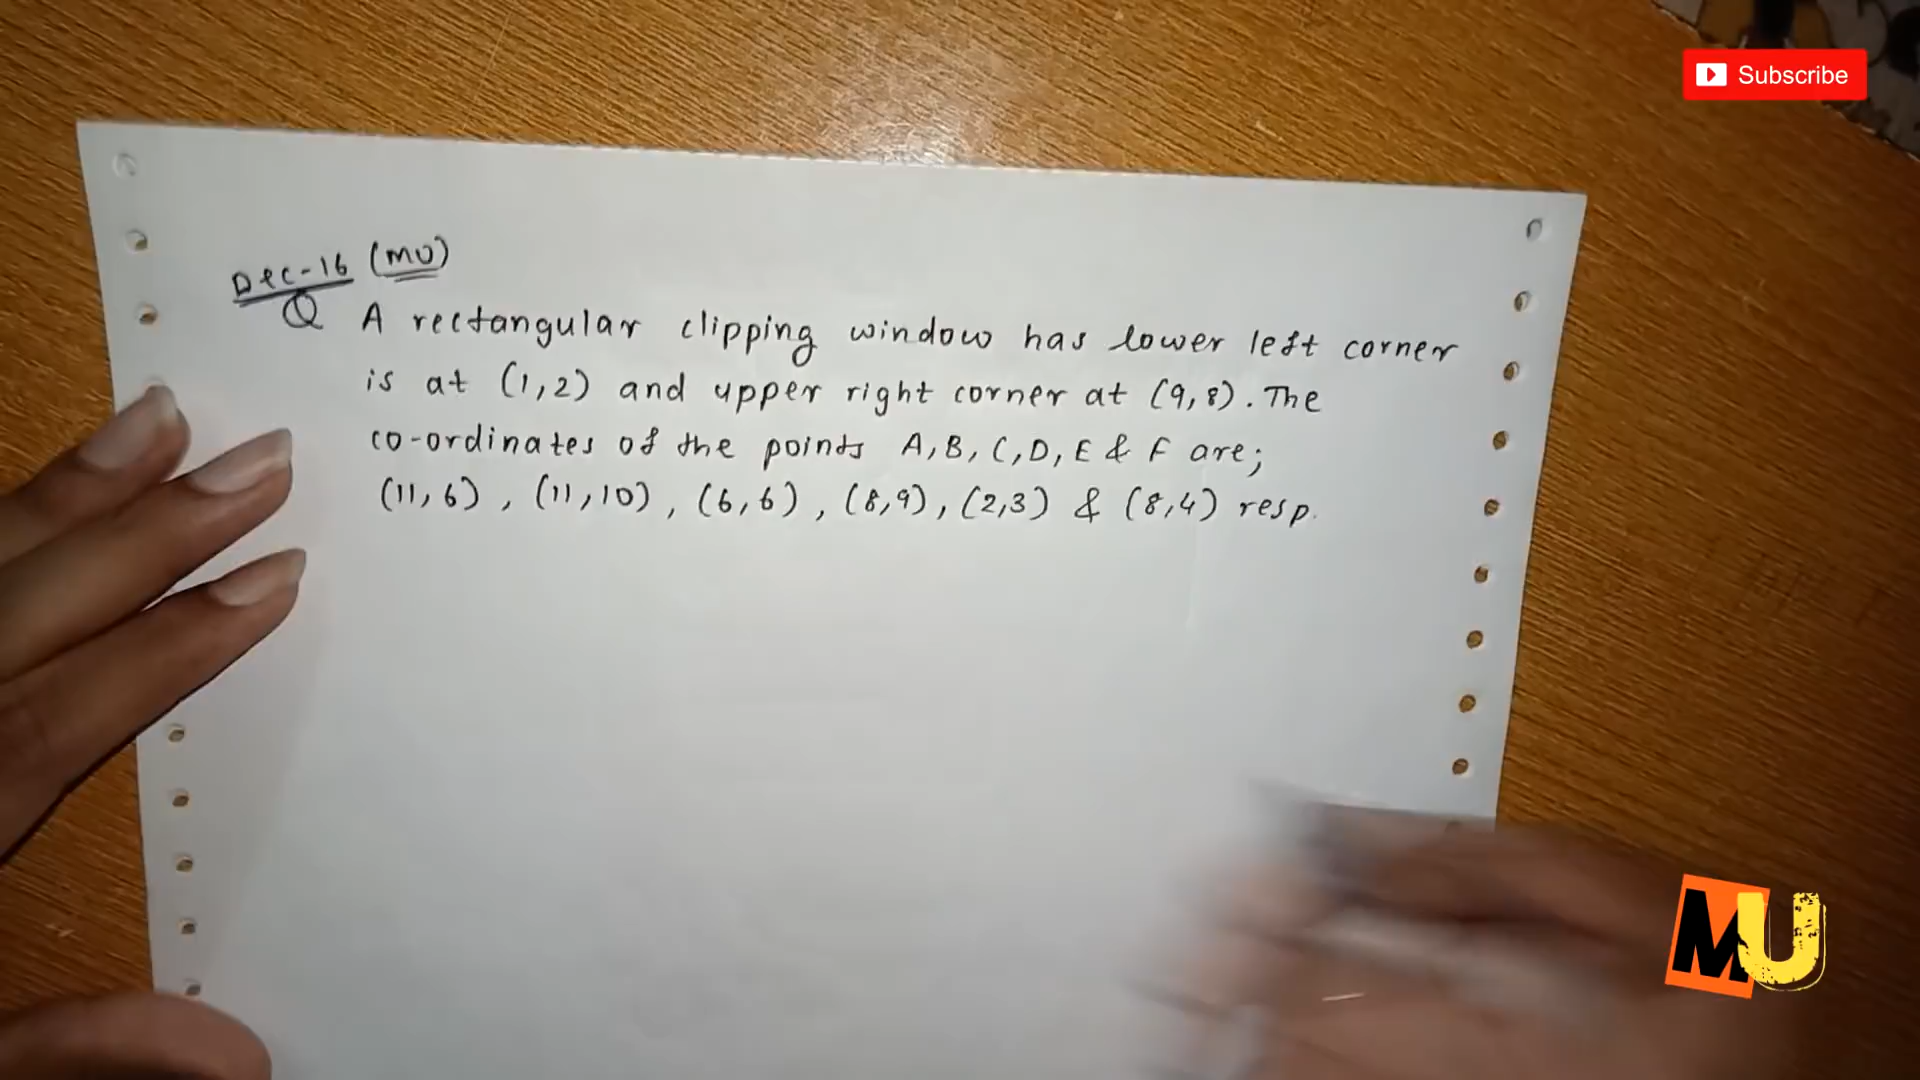 Subscribe
Dec-16 (MU)
Q A rectangular clipping window has lower left corner
is at (1,2) and upper right corner at (9,8). The
co-ordinates of the points A, B, C, D, E & F are;
(11,6), (11,10), (6,6), (8,9), (2,3) & (8,4) resp.
MU